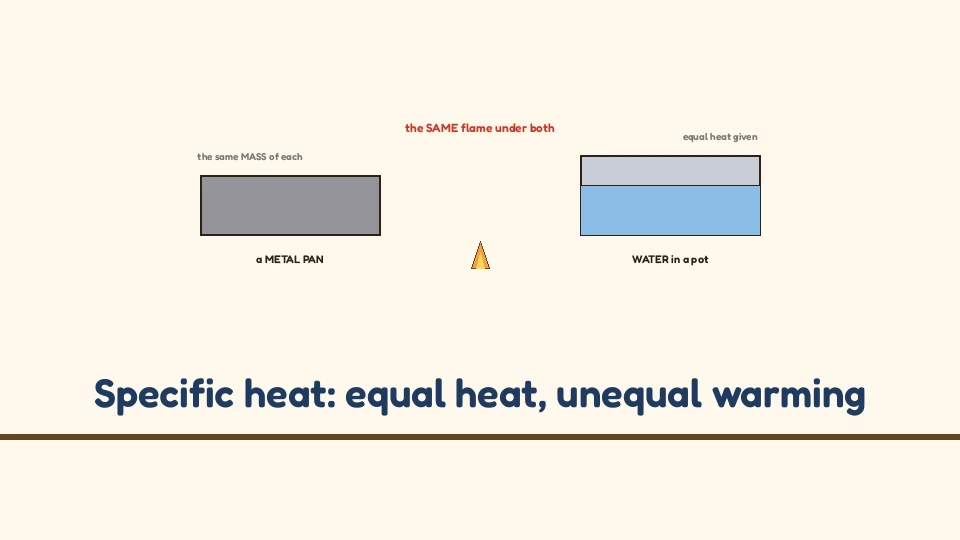 the SAME flame under both
equal heat given
the same MASS of each
a METAL PAN
WATER in a pot
Specific heat: equal heat, unequal warming